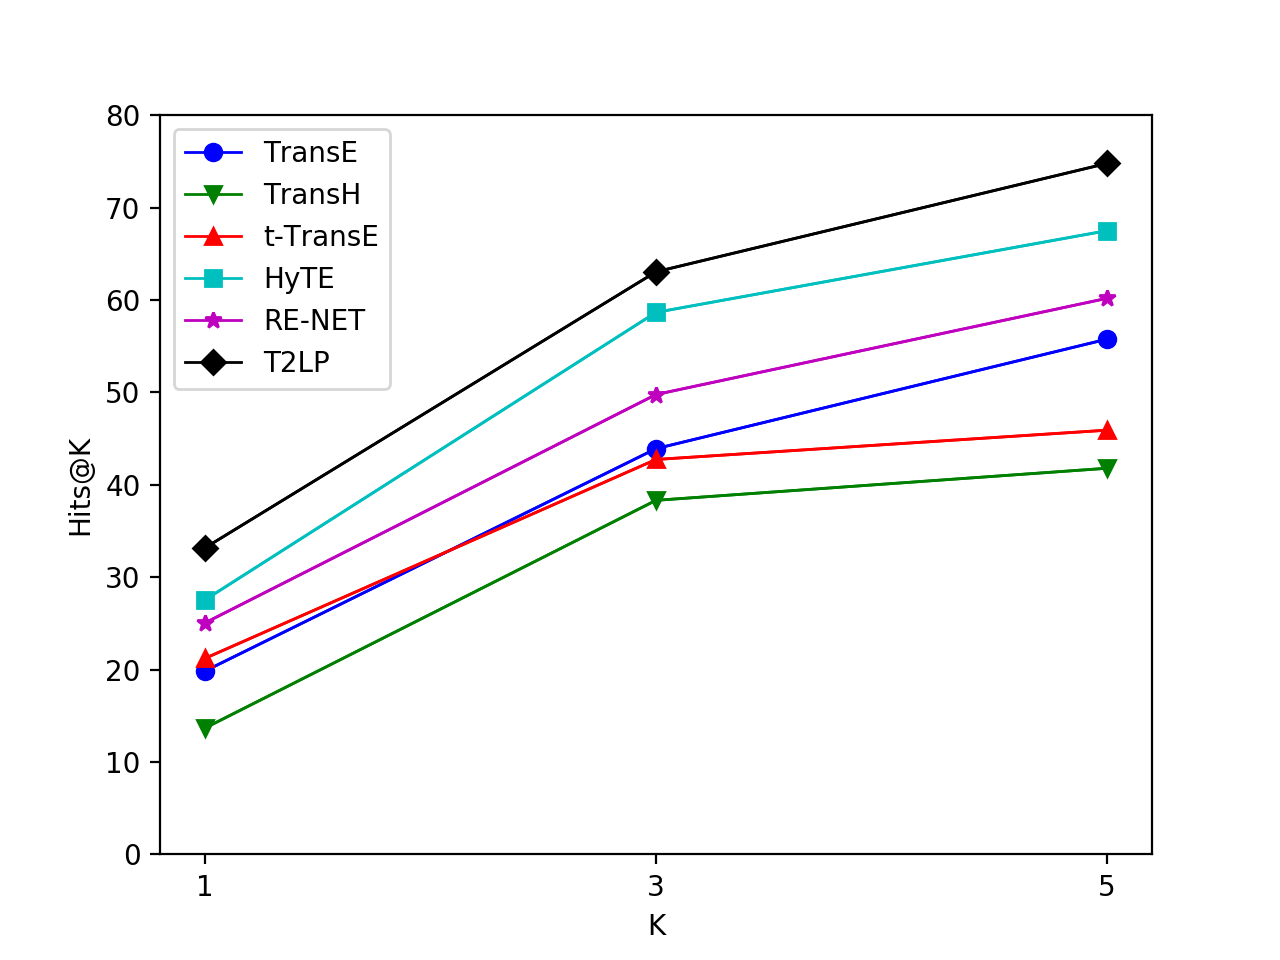 80
70
60
50
40
30
20
10
0
Hits@K
TransE
TransH
t-TransE
HyTE
RE-NET
T2LP
1 3 5
K